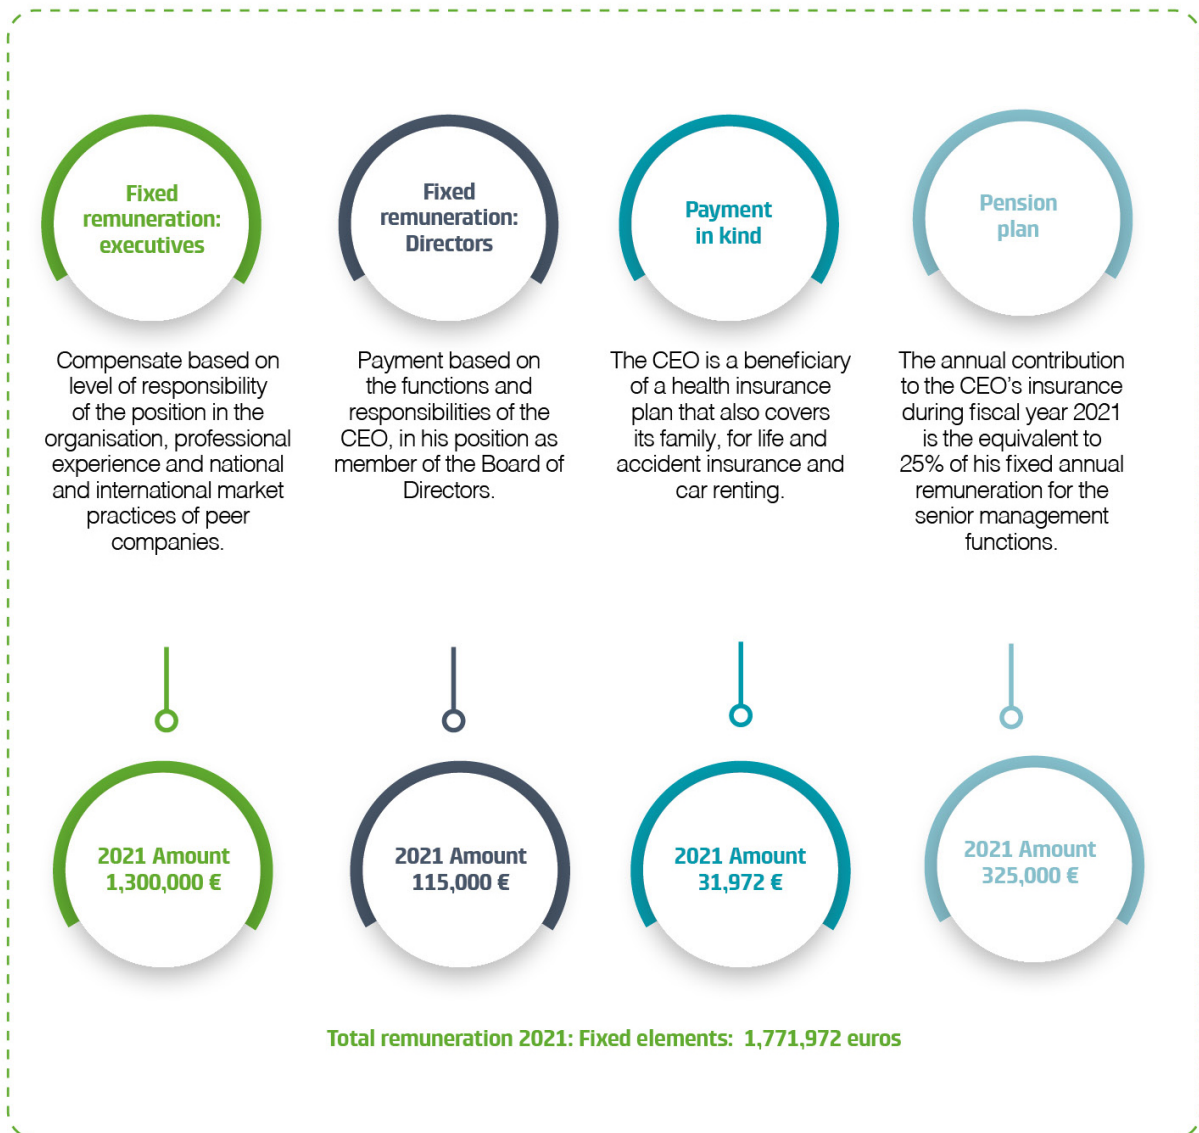 Fixed
remuneration:
executives
Compensate based on
level of responsibility
of the position in the
organisation, professional
experience and national
and international market
practices of peer
companies.
2021 Amount
1,300,000 €
Fixed
remuneration:
Directors
Payment based on
the functions and
responsibilities of the
CEO, in his position as
member of the Board of
Directors.
2021 Amount
115,000 €
Payment
in kind
The CEO is a beneficiary
of a health insurance
plan that also covers
its family, for life and
accident insurance and
car renting.
2021 Amount
31,972 €
Pension
plan
The annual contribution
to the CEO's insurance
during fiscal year 2021
is the equivalent to
25% of his fixed annual
remuneration for the
senior management
functions.
2021 Amount
325,000 €
Total remuneration 2021: Fixed elements: 1,771,972 euros